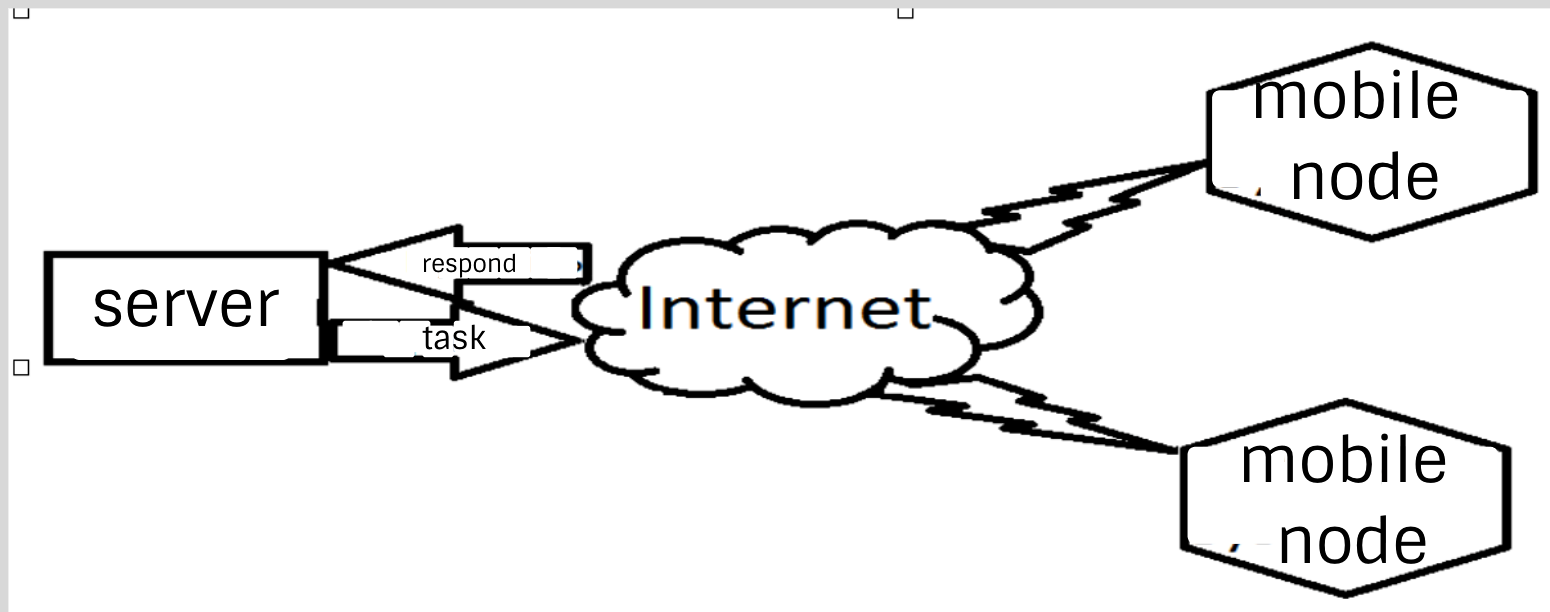 mobile
node
respond
server
Internet
task
mobile
node